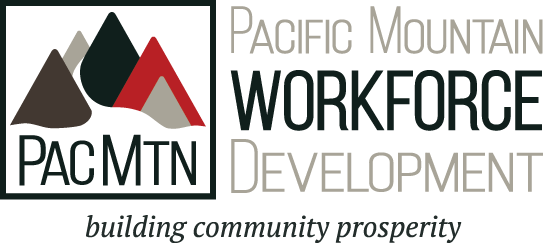 PACMTN
PACIFIC MOUNTAIN
WORKFORCE
DEVELOPMENT
building community prosperity